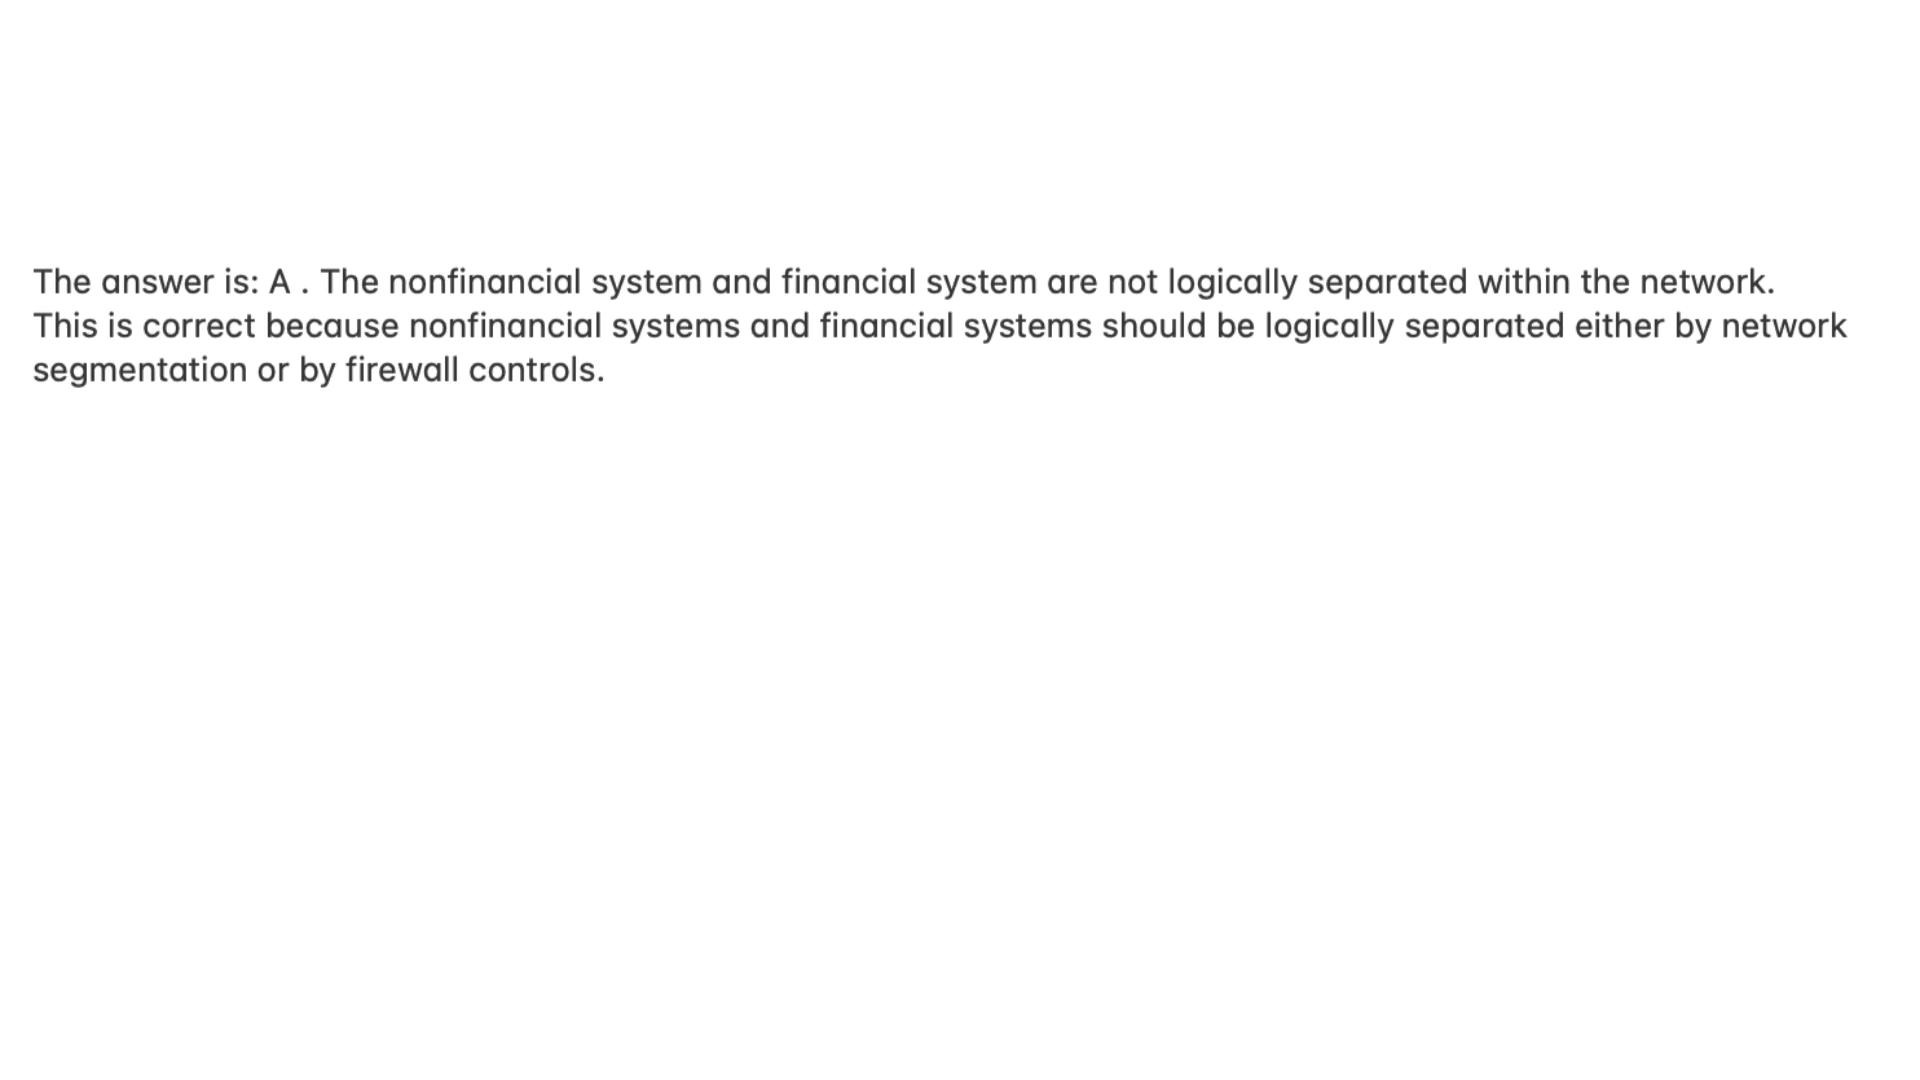 The answer is: A . The nonfinancial system and financial system are not logically separated within the network.
This is correct because nonfinancial systems and financial systems should be logically separated either by network
segmentation or by firewall controls.